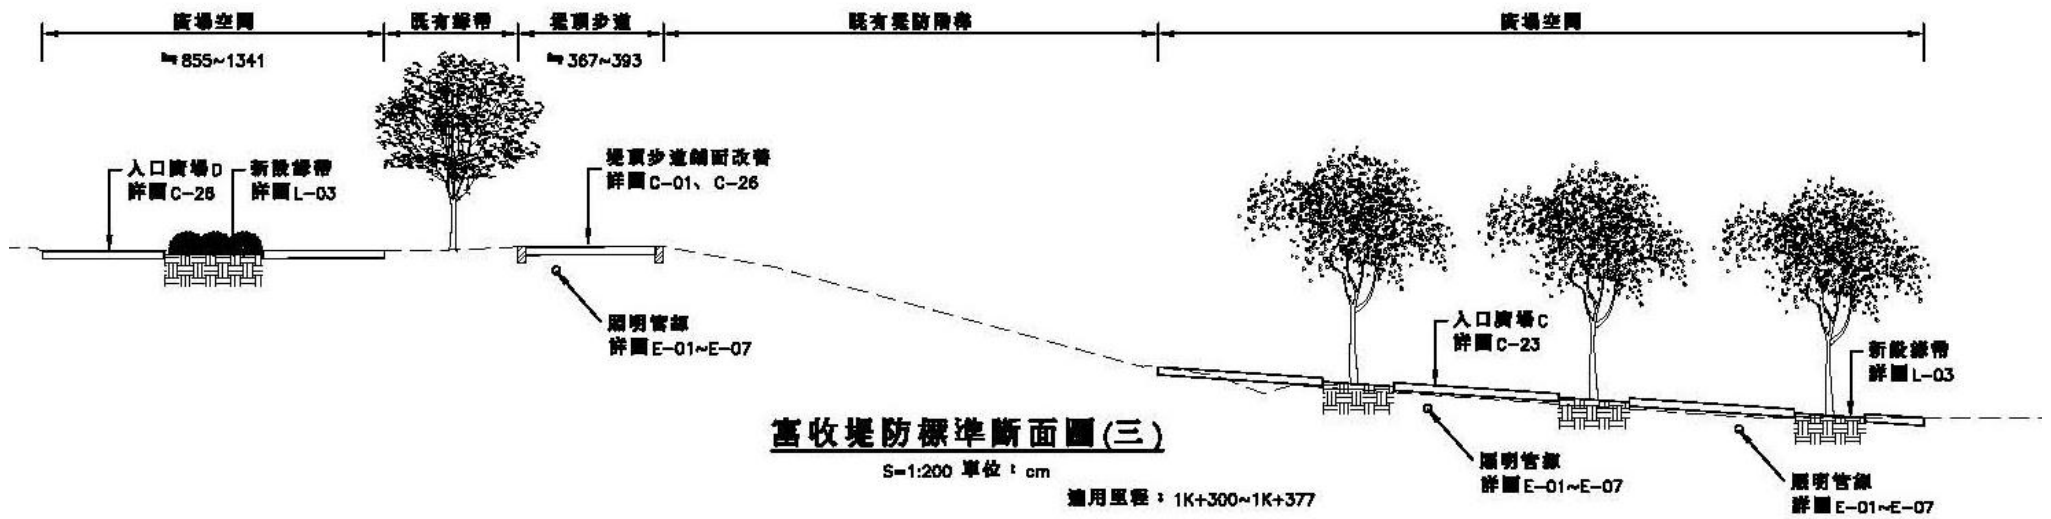 廣場空間
既有綠帶
堤頂步道
既有堤防階梯
廣場空間
≒855~1341
≒367~393
入口廣場D
詳圖C-26
新設綠帶
詳圖L-03
堤頂步道鋪面改善
詳圖C-01、C-26
照明管線
詳圖E-01~E-07
入口廣場C
詳圖C-23
新設綠帶
詳圖L-03
富收堤防標準斷面圖(三)
S=1:200 單位：cm
適用里程：1K+300~1K+377
照明管線
詳圖E-01~E-07
照明管線
詳圖E-01~E-07